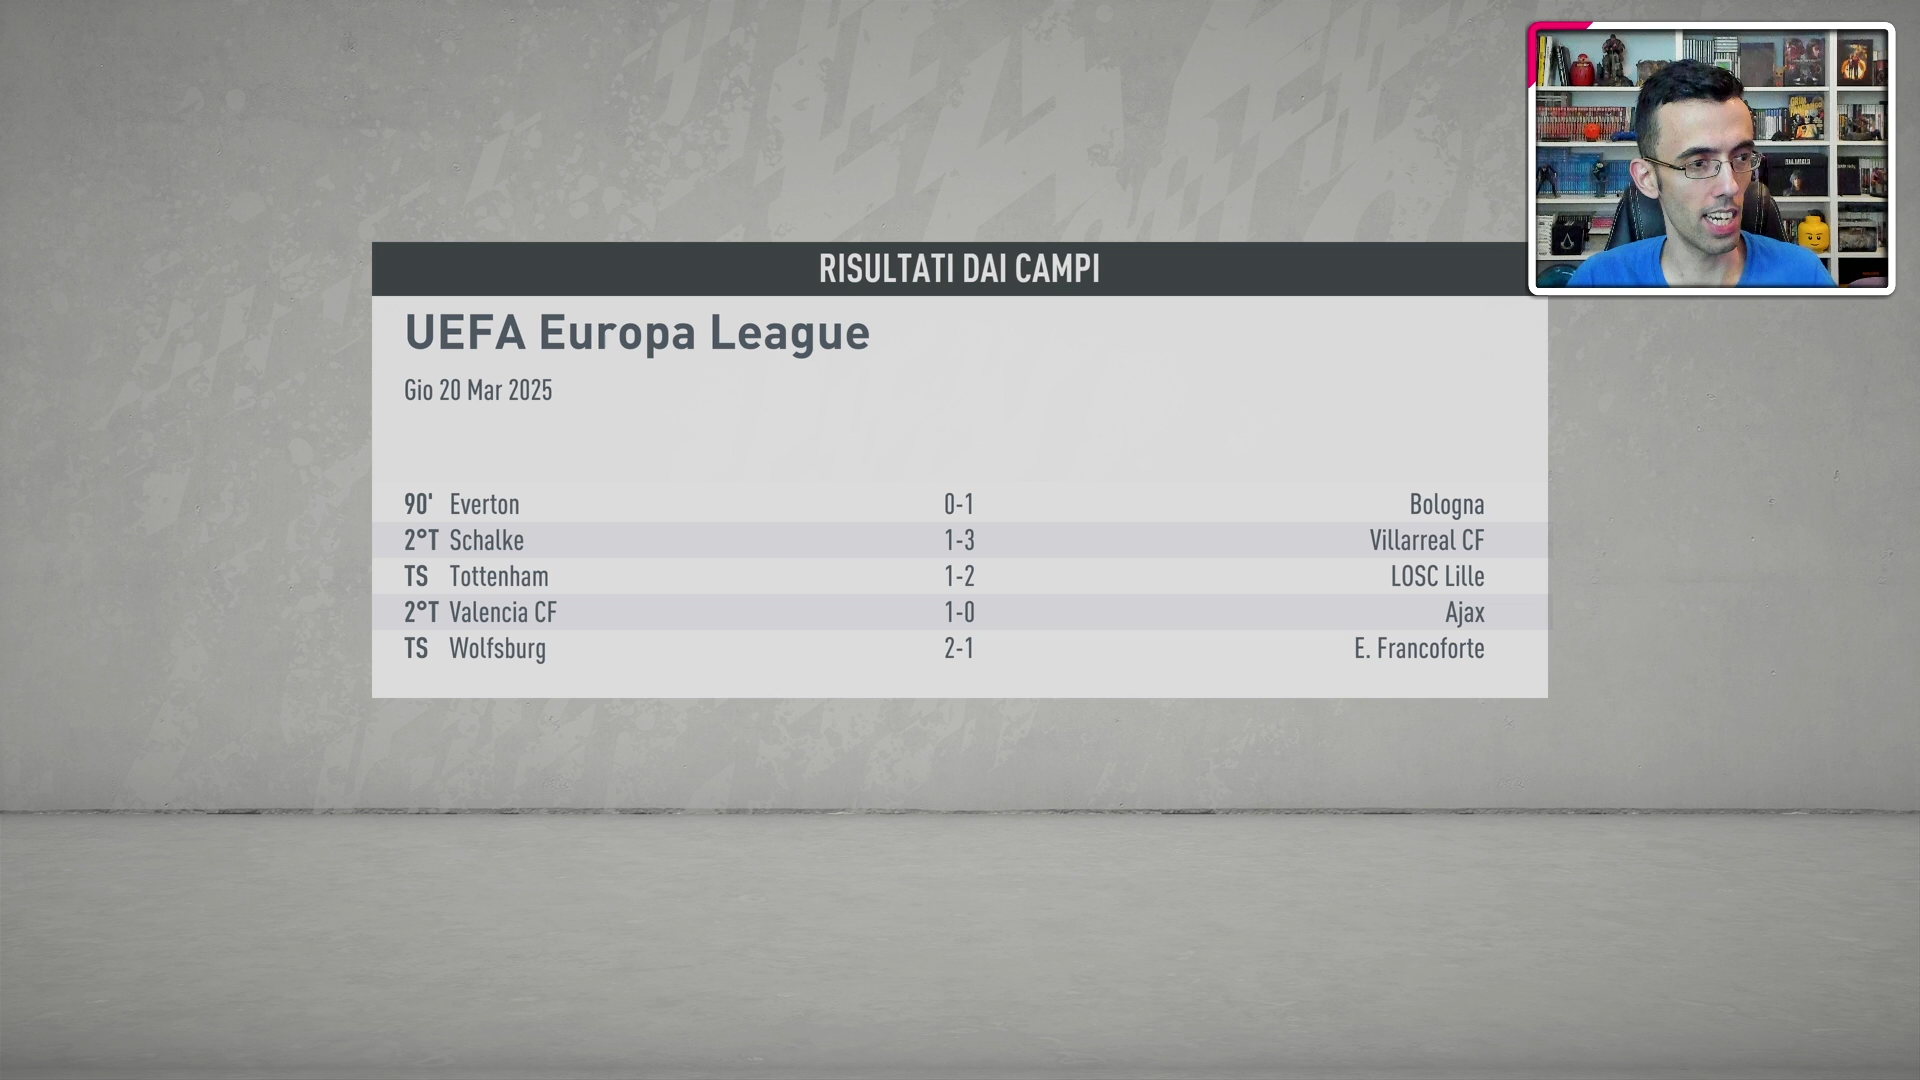 RISULTATI DAI CAMPI
UEFA Europa League
Gio 20 Mar 2025
90' Everton 0-1 Bologna
2°T Schalke 1-3 Villarreal CF
TS Tottenham 1-2 LOSC Lille
2°T Valencia CF 1-0 Ajax
TS Wolfsburg 2-1 E. Francoforte